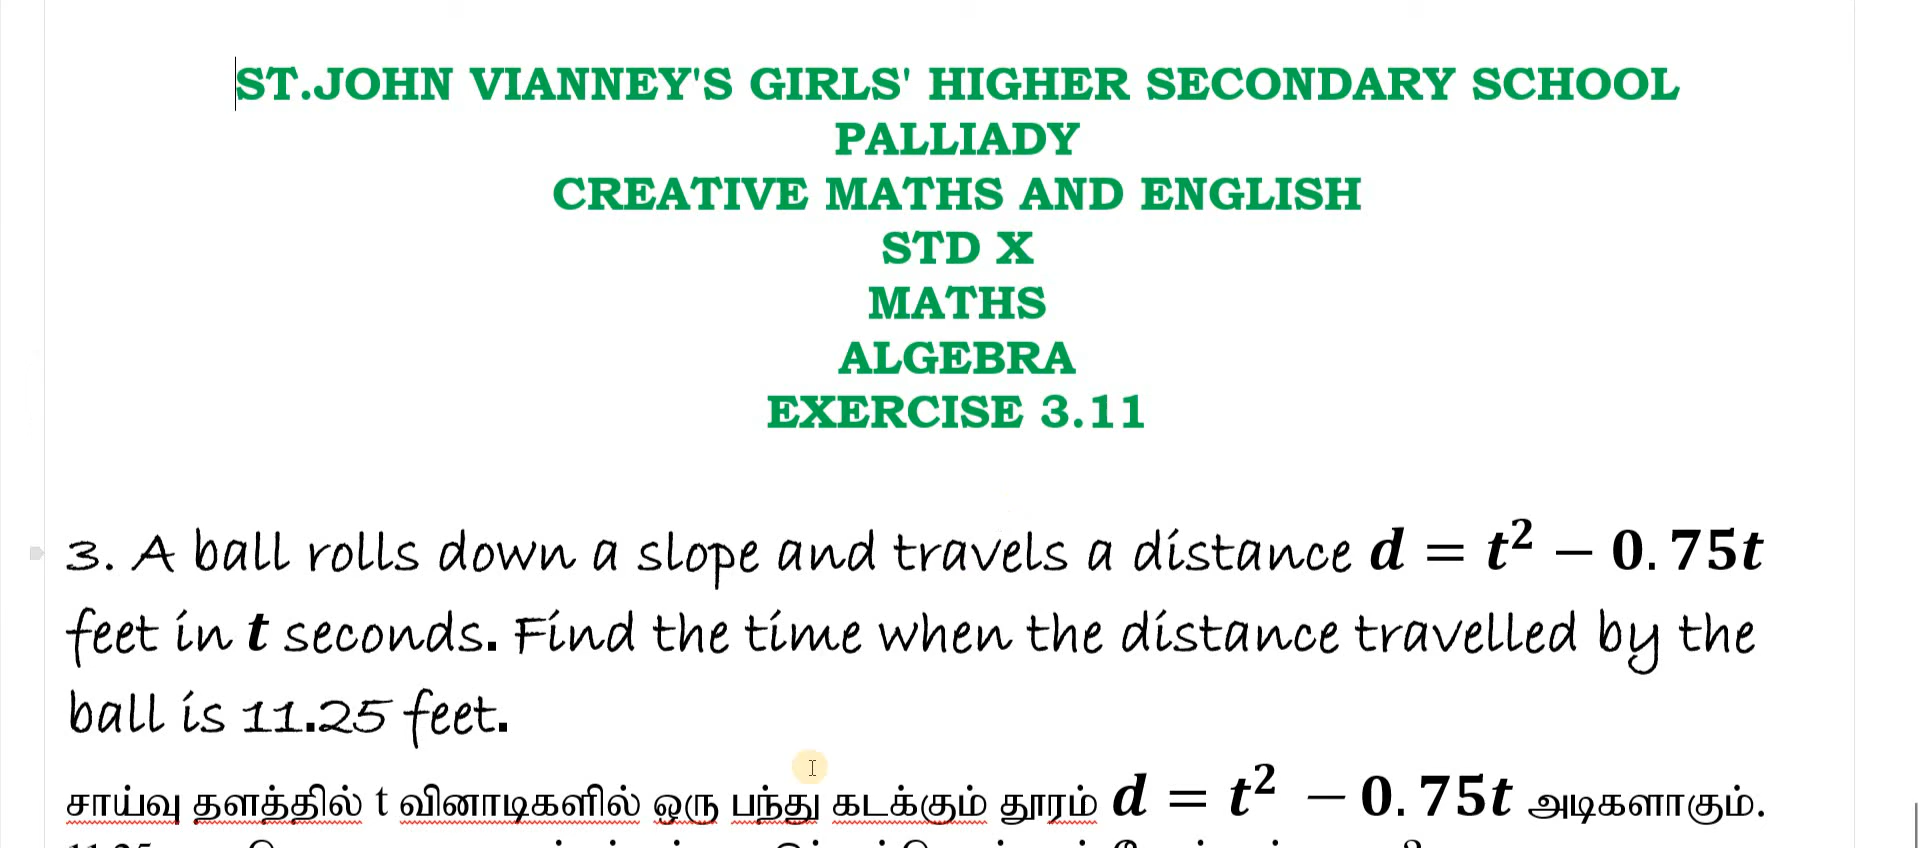 ST.JOHN VIANNEY'S GIRLS' HIGHER SECONDARY SCHOOL
PALLIADY
CREATIVE MATHS AND ENGLISH
STD X
MATHS
ALGEBRA
EXERCISE 3.11
3. A ball rolls down a slope and travels a distance d = t² − 0.75t
feet in t seconds. Find the time when the distance travelled by the
ball is 11.25 feet.
சாய்வு தளத்தில் t வினாடிகளில் ஒரு பந்து கடக்கும் தூரம் d = t² − 0.75t அடிகளாகும்.